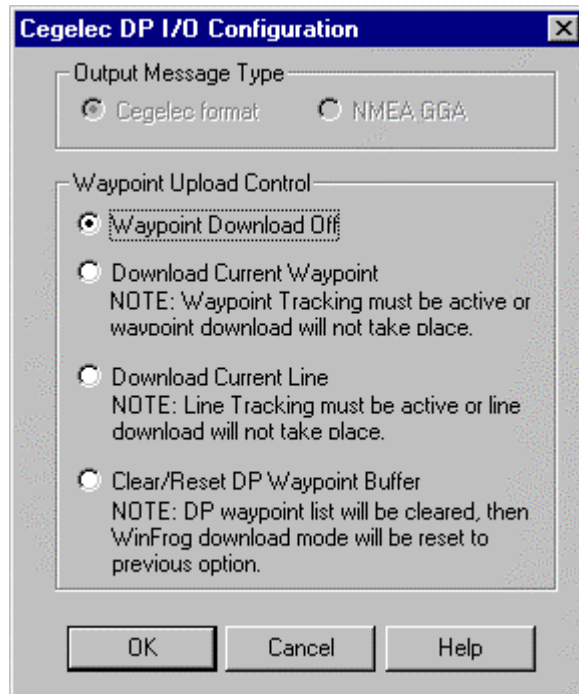 Cegelec DP I/O Configuration
Output Message Type
Cegelec format NMEA GGA
Waypoint Upload Control
Waypoint Download Off
Download Current Waypoint
NOTE: Waypoint Tracking must be active or
waypoint download will not take place.
Download Current Line
NOTE: Line Tracking must be active or line
download will not take place.
Clear/Reset DP Waypoint Buffer
NOTE: DP waypoint list will be cleared, then
WinFrog download mode will be reset to
previous option.
OK Cancel Help